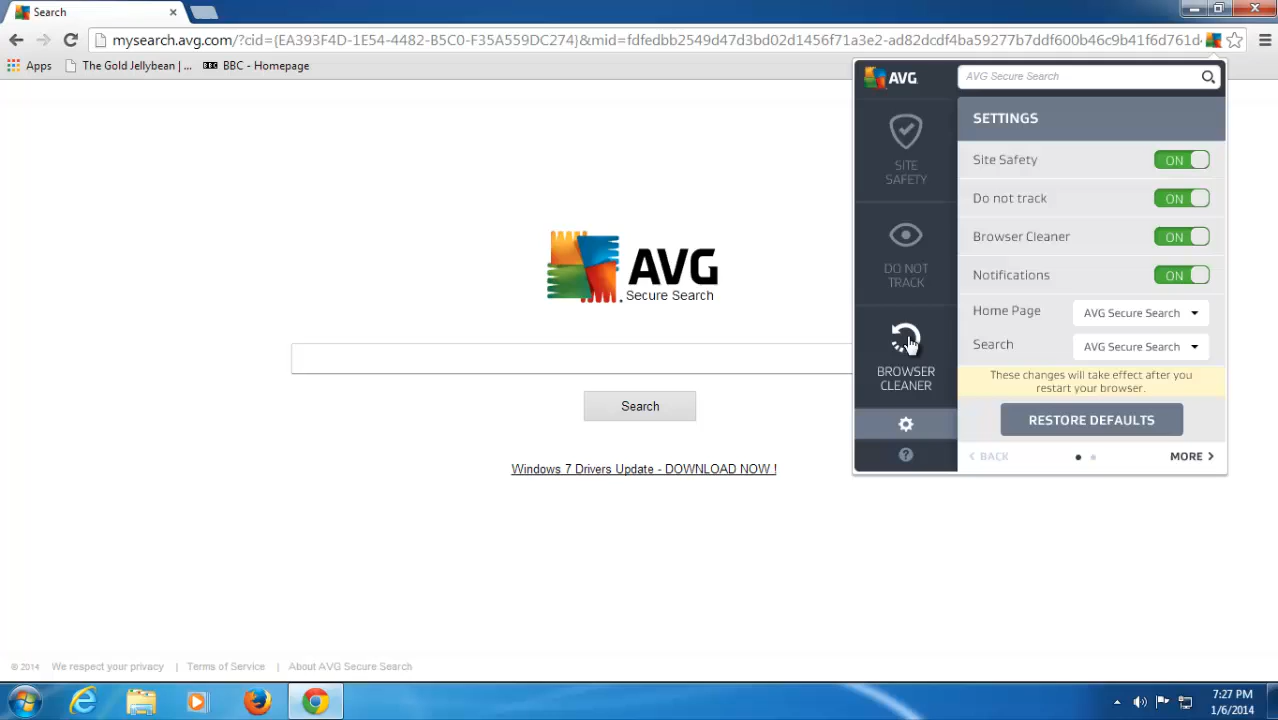 Search
mysearch.avg.com/?cid={EA393F4D-1E54-4482-B5C0-F35A55DDC274}&mid=fdfedbb2549d47d3bd02d1456f71a3e2-ad82dcdf4ba59277b7ddf600b46c9b41f6d761d
Apps
The Gold Jellybean | ...
BBC - Homepage
AVG
AVG Secure Search
SITE
SAFETY
DO NOT
TRACK
BROWSER
CLEANER
?
SETTINGS
Site Safety ON
Do not track ON
Browser Cleaner ON
Notifications ON
Home Page AVG Secure Search
Search AVG Secure Search
These changes will take effect after you
restart your browser.
RESTORE DEFAULTS
BACK
MORE
AVG
Secure Search
Search
Windows 7 Drivers Update - DOWNLOAD NOW !
© 2014 We respect your privacy | Terms of Service | About AVG Secure Search
7:27 PM
1/6/2014